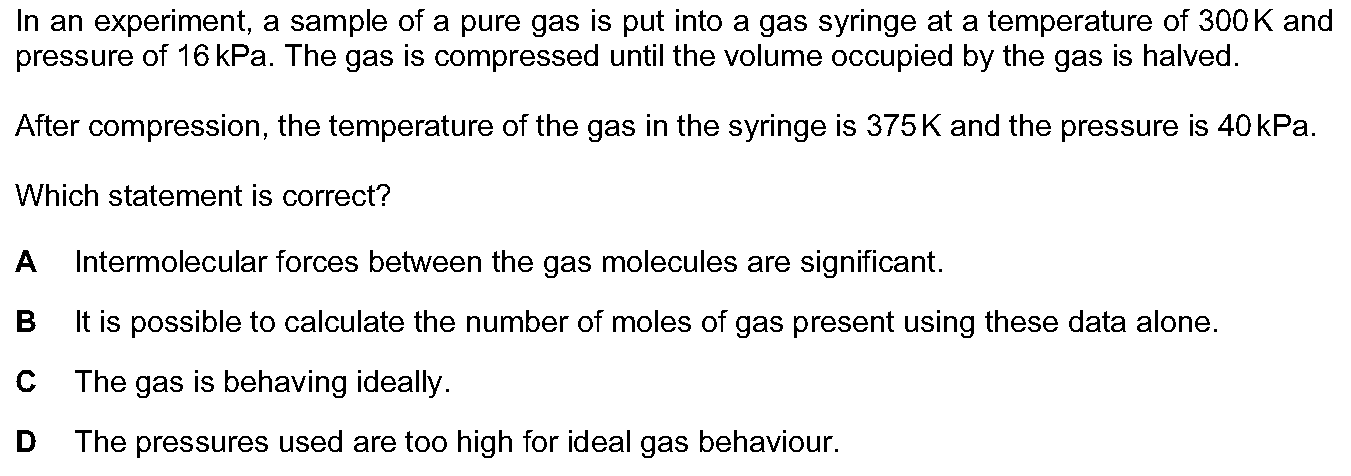 In an experiment, a sample of a pure gas is put into a gas syringe at a temperature of 300 K and
pressure of 16 kPa. The gas is compressed until the volume occupied by the gas is halved.
After compression, the temperature of the gas in the syringe is 375 K and the pressure is 40 kPa.
Which statement is correct?
A Intermolecular forces between the gas molecules are significant.
B It is possible to calculate the number of moles of gas present using these data alone.
C The gas is behaving ideally.
D The pressures used are too high for ideal gas behaviour.